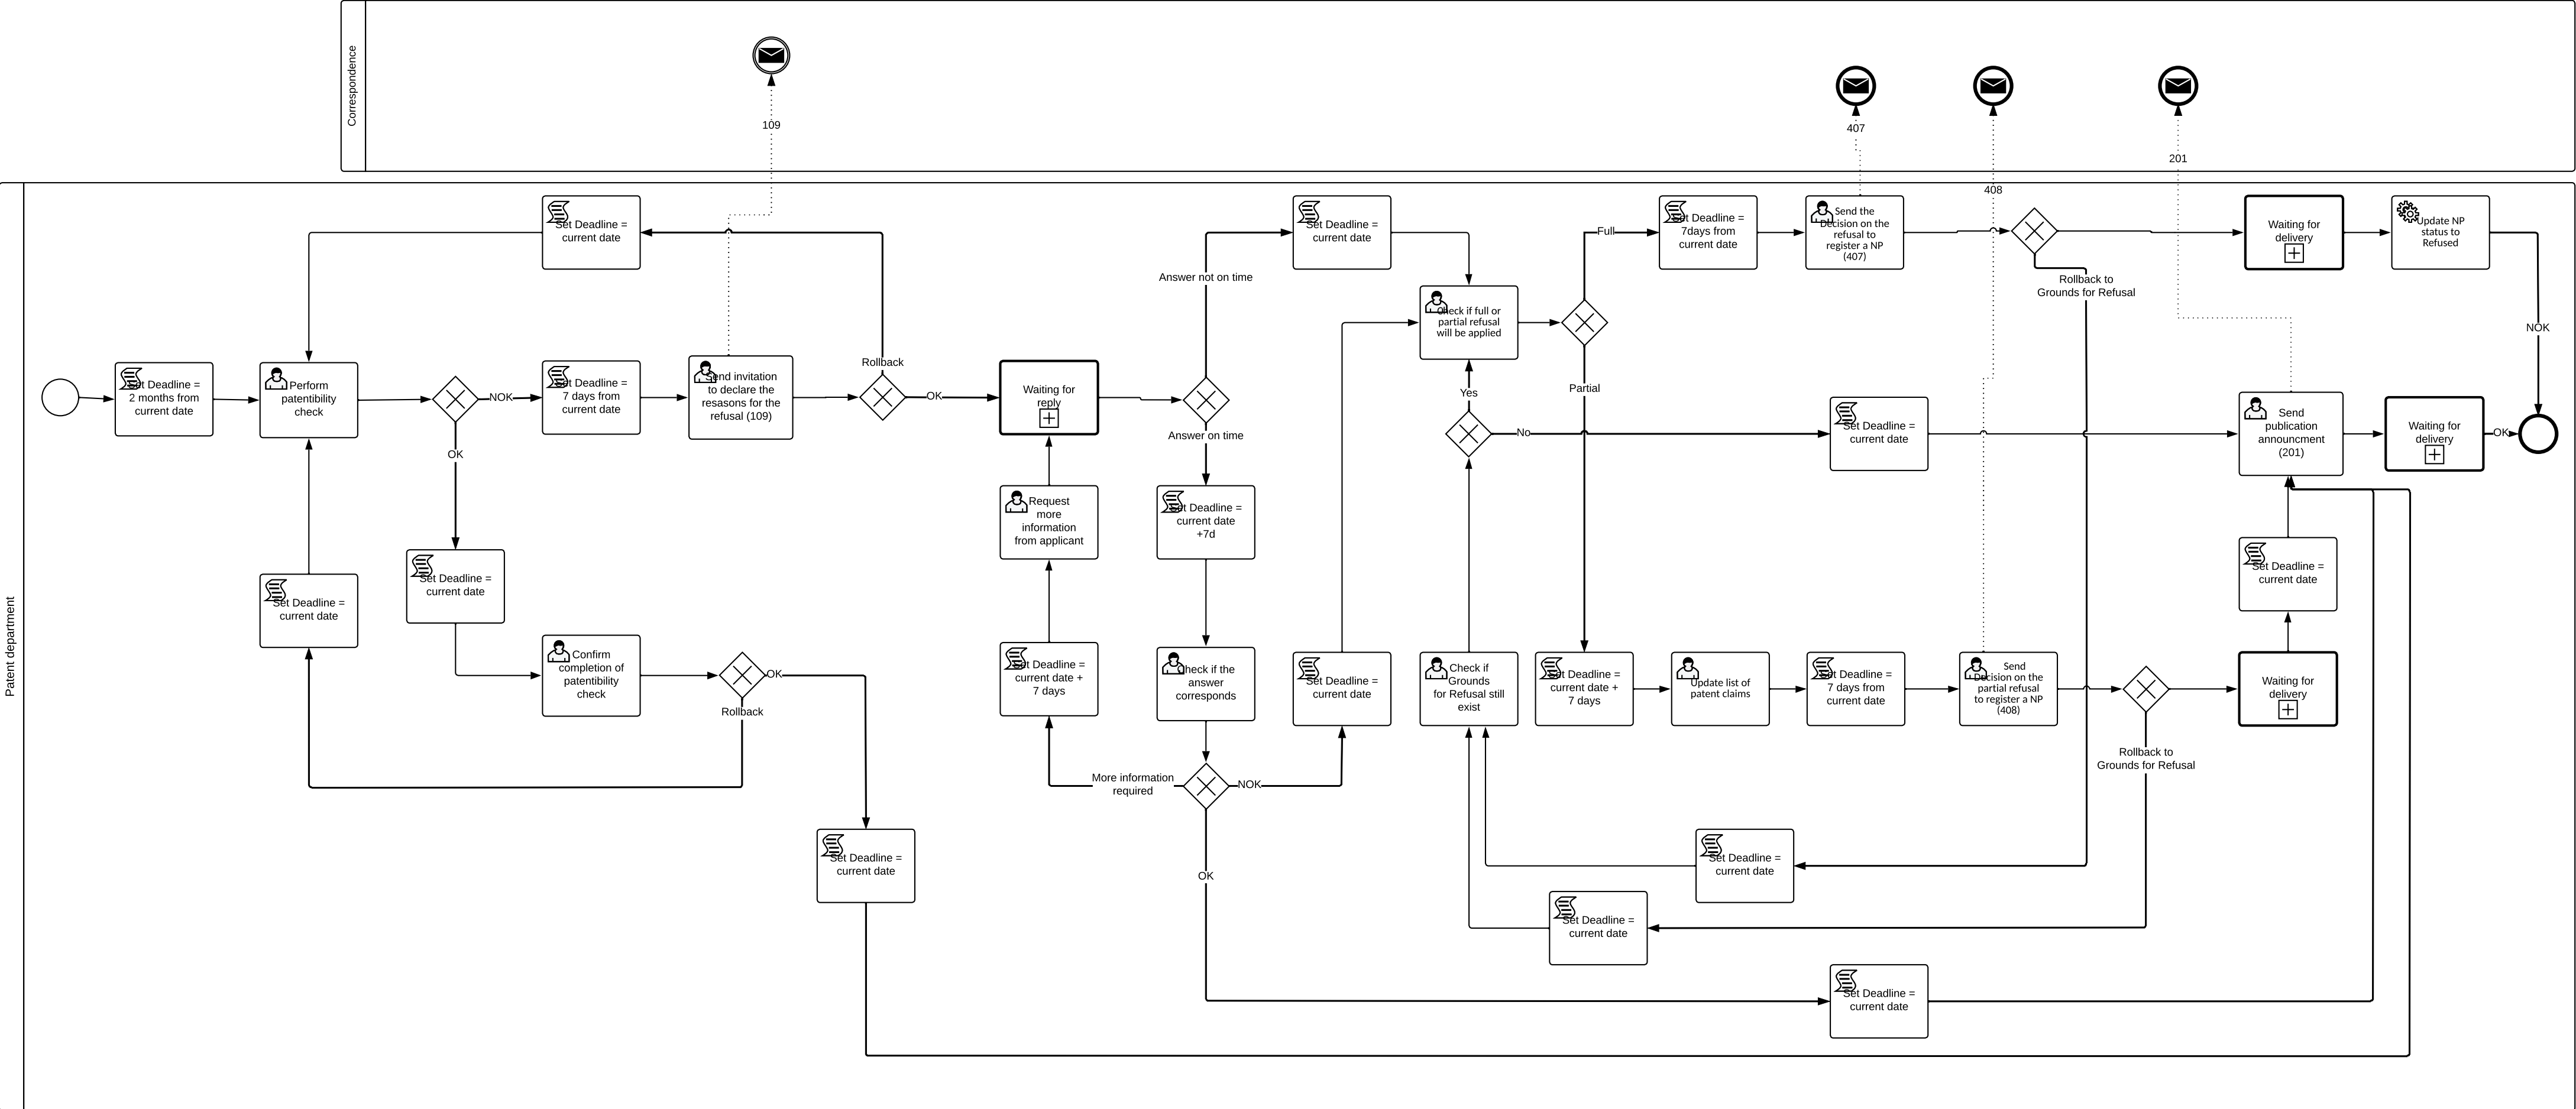 Correspondence
109
407
408
201
Patent department
Set Deadline =
2 months from
current date
Perform
patentibility
check
NOK
OK
Set Deadline =
current date
Set Deadline =
7 days from
current date
Send invitation
to declare the
resasons for the
refusal (109)
Rollback
OK
Waiting for
reply
Request
more
information
from applicant
Set Deadline =
current date +
7 days
Set Deadline =
current date
Set Deadline =
current date
Confirm
completion of
patentibility
check
OK
Rollback
Set Deadline =
current date
Answer not on time
Answer on time
Set Deadline =
current date
Set Deadline =
current date
+7d
Check if the
answer
corresponds
More information
required
NOK
OK
Set Deadline =
current date
Check if full or
partial refusal
will be applied
Yes
No
Check if
Grounds
for Refusal still
exist
Full
Partial
Set Deadline =
7days from
current date
Send the
Decision on the
refusal to
register a NP
(407)
Rollback to
Grounds for Refusal
Waiting for
delivery
Update NP
status to
Refused
NOK
Set Deadline =
current date
Send
publication
announcment
(201)
Waiting for
delivery
OK
Set Deadline =
current date +
7 days
Update list of
patent claims
Set Deadline =
7 days from
current date
Send
Decision on the
partial refusal
to register a NP
(408)
Rollback to
Grounds for Refusal
Waiting for
delivery
Set Deadline =
current date
Set Deadline =
current date
Set Deadline =
current date
Set Deadline =
current date